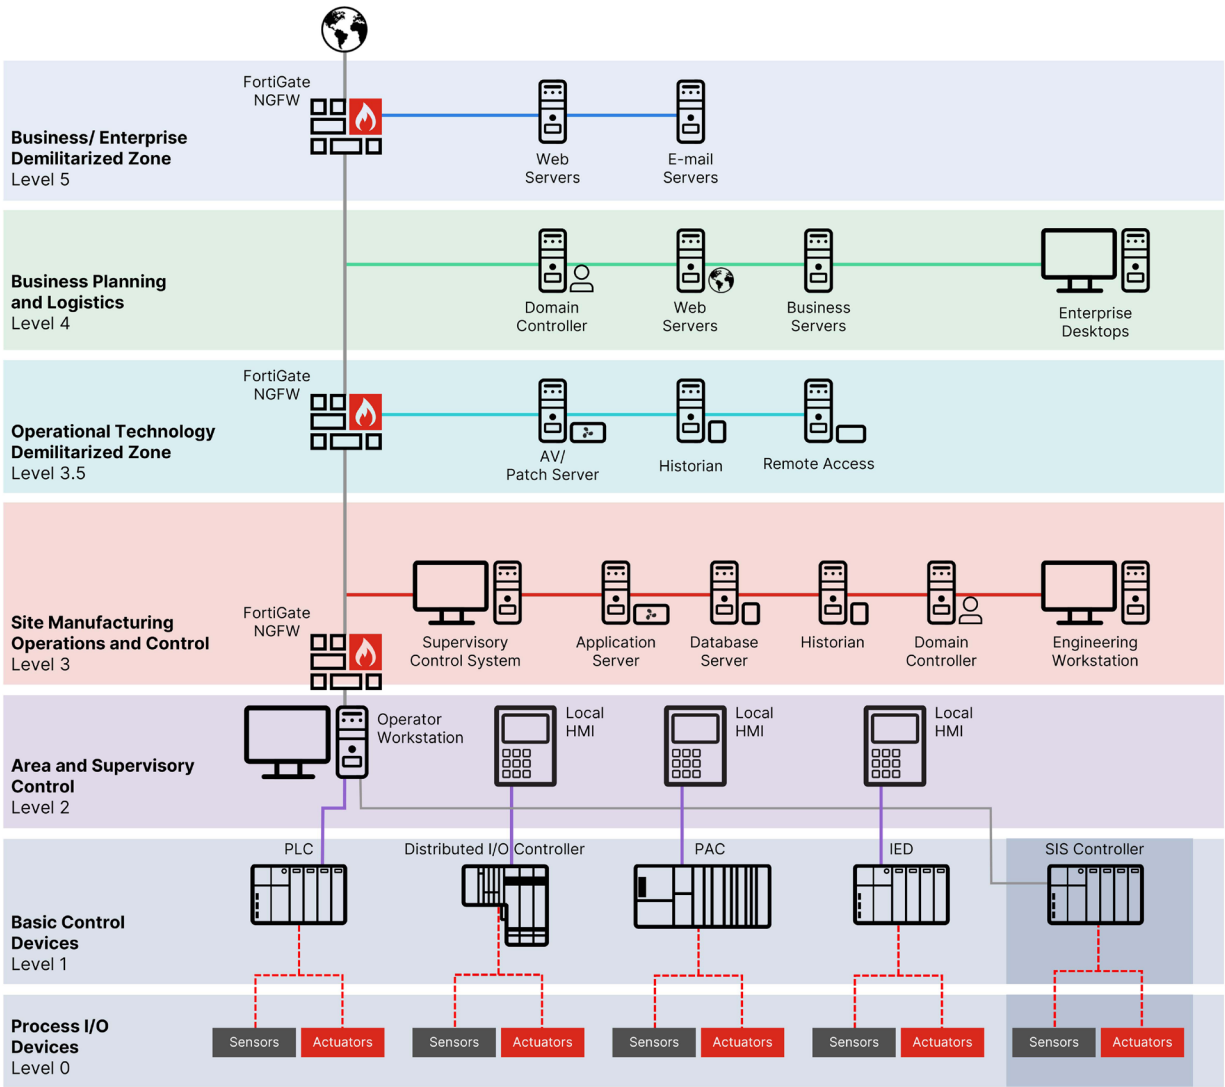 FortiGate
NGFW
Business/ Enterprise
Demilitarized Zone
Level 5
Web
Servers
E-mail
Servers
Business Planning
and Logistics
Level 4
Domain
Controller
Web
Servers
Business
Servers
Enterprise
Desktops
FortiGate
NGFW
Operational Technology
Demilitarized Zone
Level 3.5
AV/
Patch Server
Historian
Remote Access
Site Manufacturing
Operations and Control
Level 3
FortiGate
NGFW
Supervisory
Control System
Application
Server
Database
Server
Historian
Domain
Controller
Engineering
Workstation
Area and Supervisory
Control
Level 2
Operator
Workstation
Local
HMI
Local
HMI
Local
HMI
Basic Control
Devices
Level 1
PLC
Distributed I/O Controller
PAC
IED
SIS Controller
Process I/O
Devices
Level 0
Sensors
Actuators
Sensors
Actuators
Sensors
Actuators
Sensors
Actuators
Sensors
Actuators